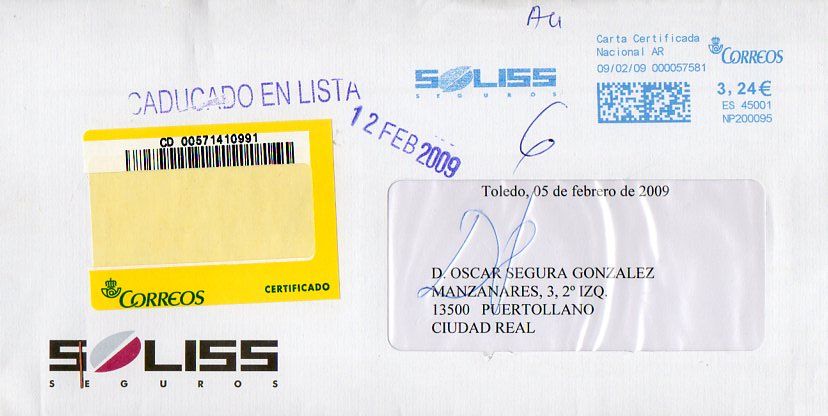 AG
Carta Certificada
Nacional AR
09/02/09 000057581
CORREOS
3,24€
ES 45001
NP200095
SOLISS
SEGUROS
CADUCADO EN LISTA
12 FEB 2009
6
CD 00571410991
CORREOS
CERTIFICADO
Toledo, 05 de febrero de 2009
D. OSCAR SEGURA GONZALEZ
MANZANARES, 3, 2º IZQ.
13500 PUERTOLLANO
CIUDAD REAL
SOLISS
SEGUROS